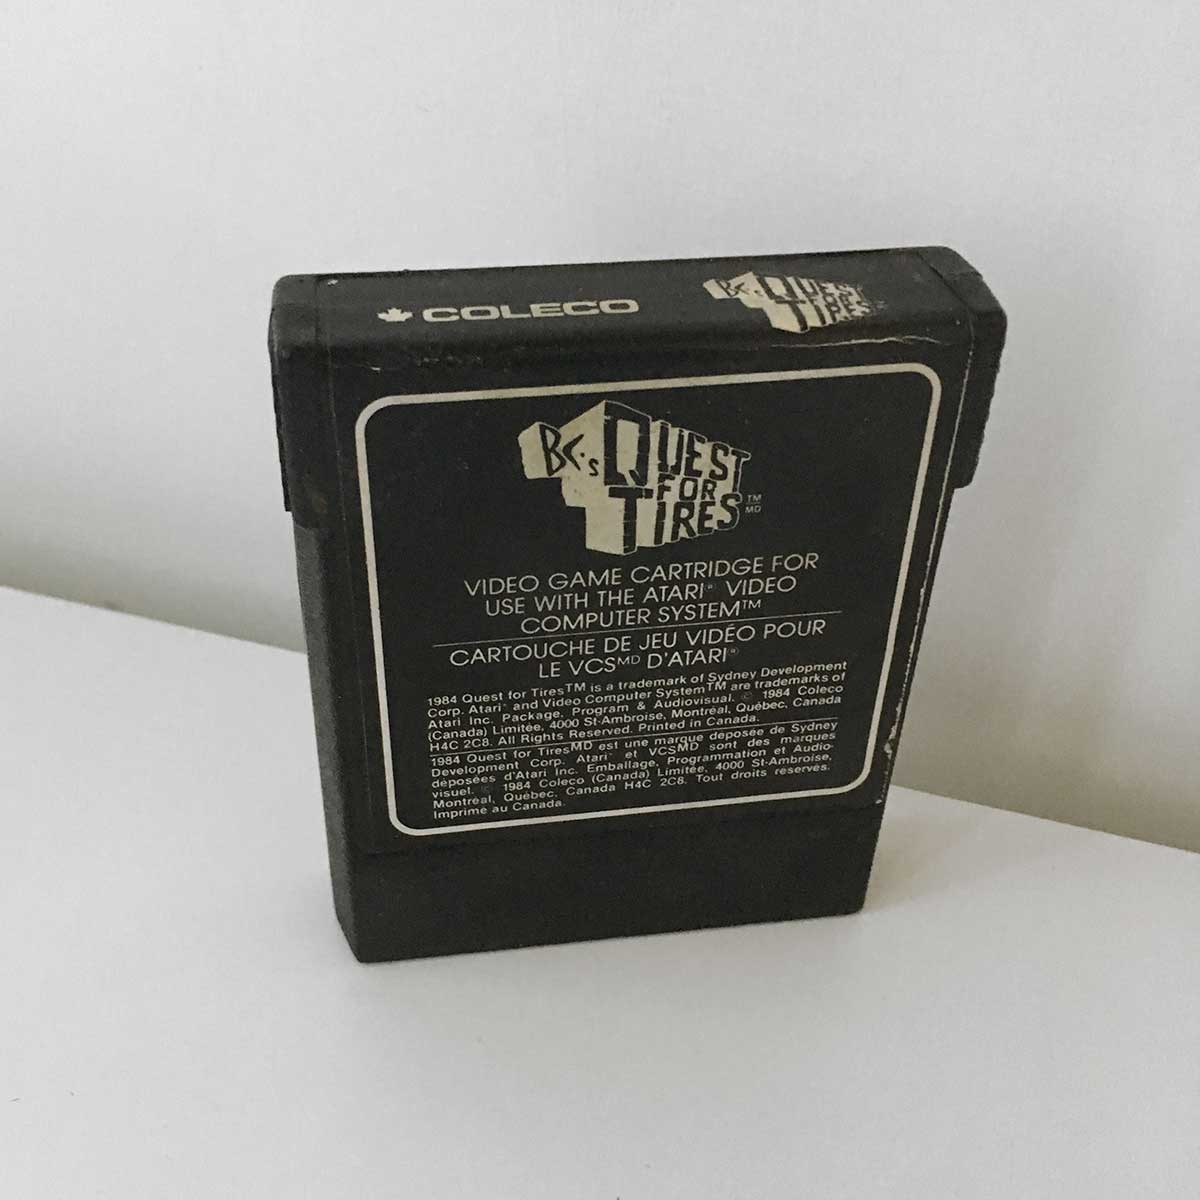 COLECO
B.C.'s QUEST
FOR
TIRES
B.C.'s QUEST
FOR
TIRES TM
MD
VIDEO GAME CARTRIDGE FOR
USE WITH THE ATARI® VIDEO
COMPUTER SYSTEM™
CARTOUCHE DE JEU VIDÉO POUR
LE VCSMD D'ATARI®
1984 Quest for Tires™ is a trademark of Sydney Development
Corp. Atari® and Video Computer System™ are trademarks of
Atari Inc. Package, Program & Audiovisual. © 1984 Coleco
(Canada) Limitée, 4000 St-Ambroise, Montréal, Québec, Canada
H4C 2C8. All Rights Reserved. Printed in Canada.
1984 Quest for TiresMD est une marque déposée de Sydney
Development Corp. Atari® et VCSMD sont des marques
déposées d'Atari Inc. Emballage, Programmation et Audio-
visuel. © 1984 Coleco (Canada) Limitée, 4000 St-Ambroise,
Montréal, Québec, Canada H4C 2C8. Tout droits réservés.
Imprimé au Canada.